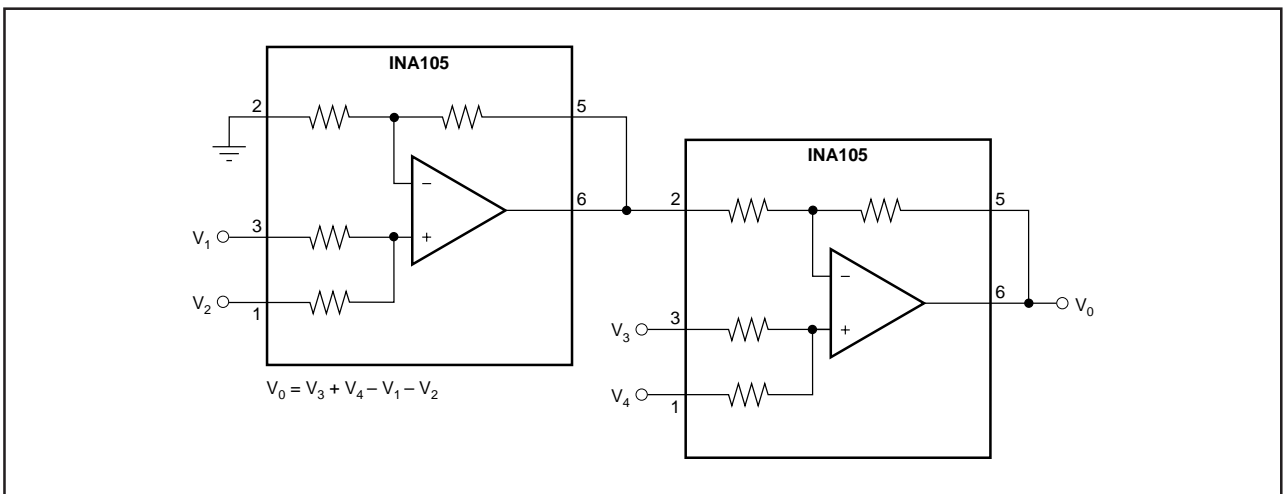 INA105
2
5
−
6
3
V₁
+
V₂
1
V₀ = V₃ + V₄ – V₁ – V₂
INA105
2
5
−
6
V₀
3
V₃
+
V₄
1